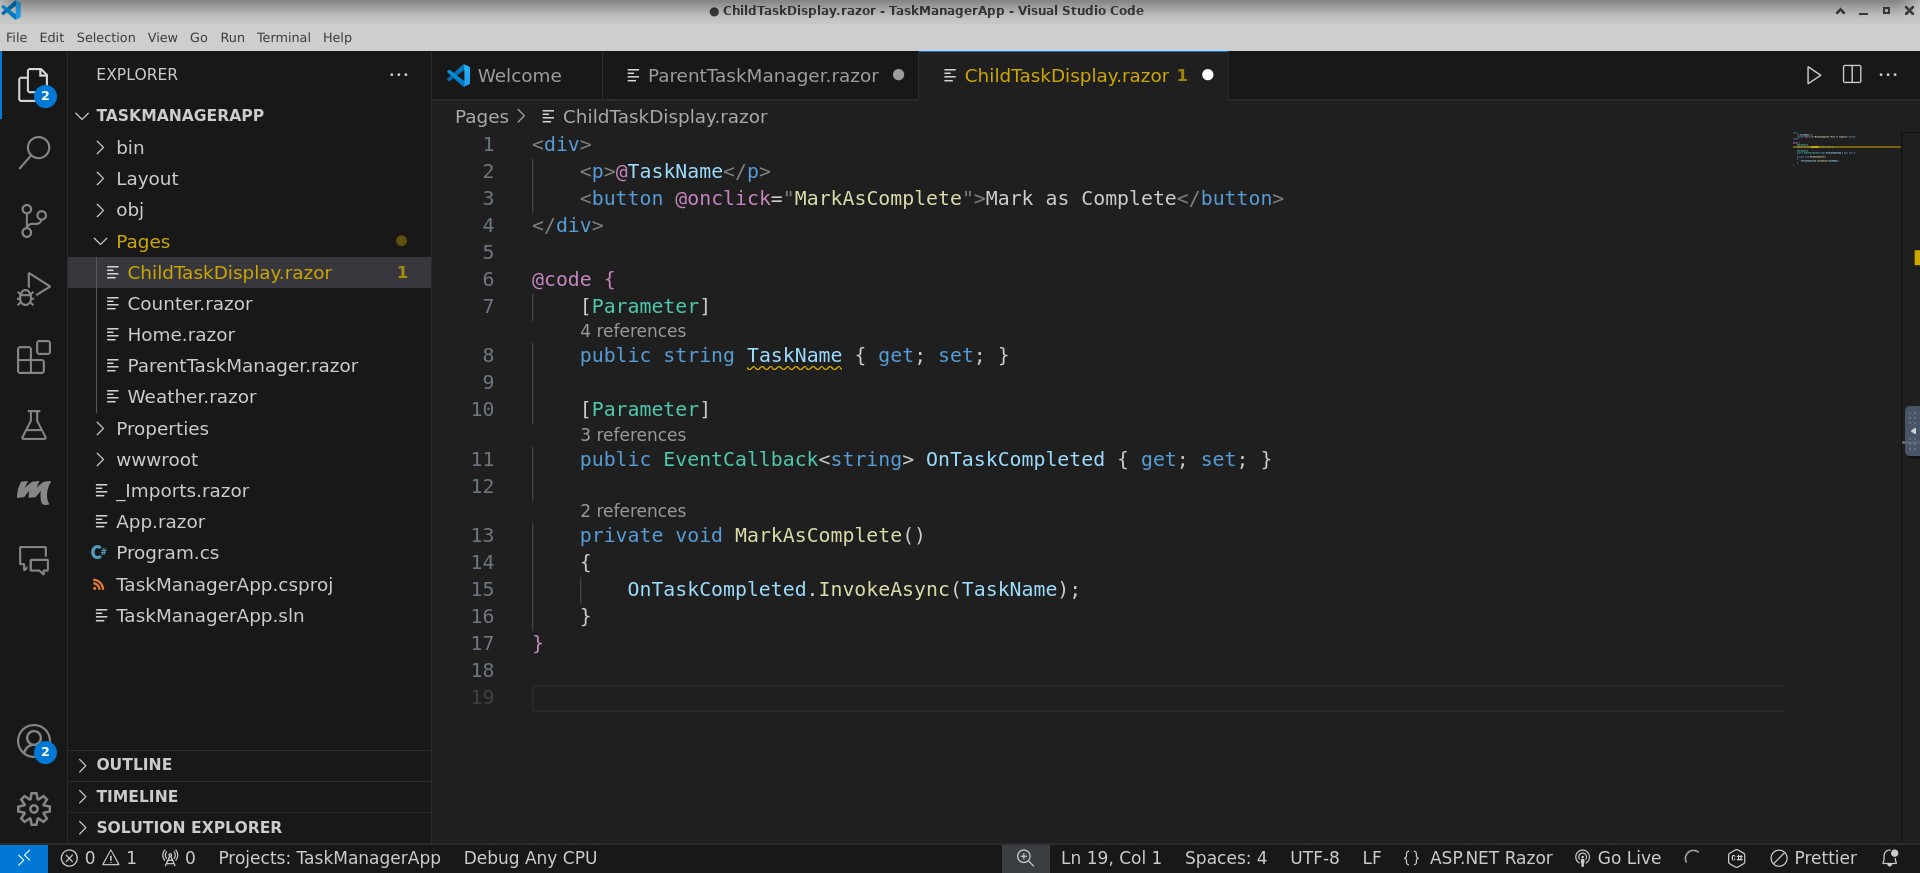 ● ChildTaskDisplay.razor - TaskManagerApp - Visual Studio Code
File Edit Selection View Go Run Terminal Help
2
EXPLORER
TASKMANAGERAPP
bin
Layout
obj
Pages
ChildTaskDisplay.razor 1
Counter.razor
Home.razor
ParentTaskManager.razor
Weather.razor
Properties
wwwroot
_Imports.razor
App.razor
C# Program.cs
TaskManagerApp.csproj
TaskManagerApp.sln
2
OUTLINE
TIMELINE
SOLUTION EXPLORER
Welcome ParentTaskManager.razor ● ChildTaskDisplay.razor 1 ●
Pages > ChildTaskDisplay.razor
1 <div>
2 <p>@TaskName</p>
3 <button @onclick="MarkAsComplete">Mark as Complete</button>
4 </div>
5
6 @code {
7 [Parameter]
4 references
8 public string TaskName { get; set; }
9
10 [Parameter]
3 references
11 public EventCallback<string> OnTaskCompleted { get; set; }
12
2 references
13 private void MarkAsComplete()
14 {
15 OnTaskCompleted.InvokeAsync(TaskName);
16 }
17 }
18
19
0 1 0 Projects: TaskManagerApp Debug Any CPU Ln 19, Col 1 Spaces: 4 UTF-8 LF {} ASP.NET Razor Go Live Prettier